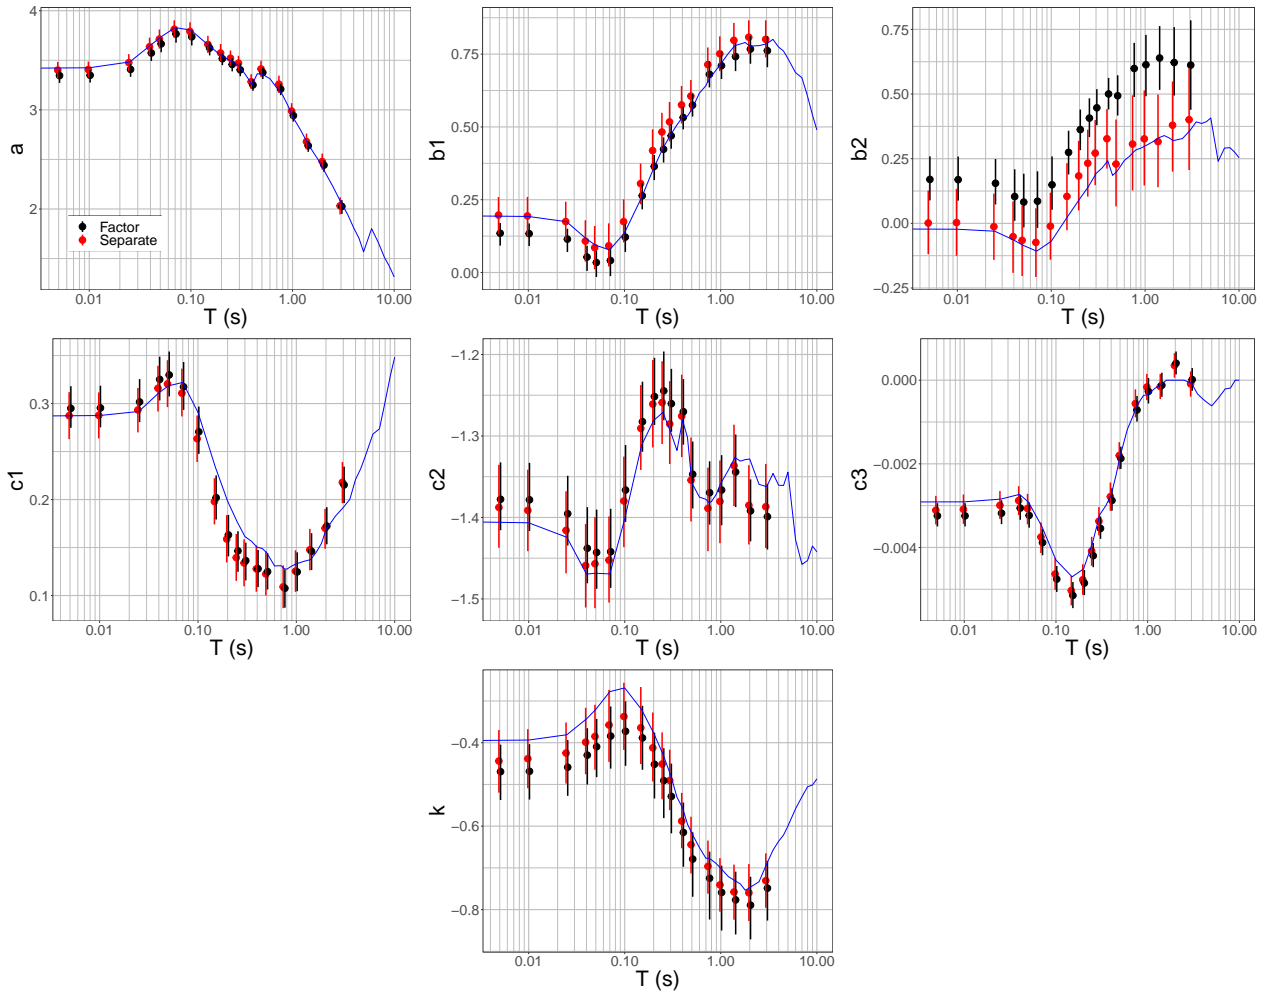 4
3
2
a
Factor
Separate
0.01 0.10 1.00 10.00
T (s)
0.75
0.50
0.25
0.00
b1
0.01 0.10 1.00 10.00
T (s)
0.75
0.50
0.25
0.00
−0.25
b2
0.01 0.10 1.00 10.00
T (s)
0.3
0.2
0.1
c1
0.01 0.10 1.00 10.00
T (s)
−1.2
−1.3
−1.4
−1.5
c2
0.01 0.10 1.00 10.00
T (s)
0.000
−0.002
−0.004
c3
0.01 0.10 1.00 10.00
T (s)
−0.4
−0.6
−0.8
k
0.01 0.10 1.00 10.00
T (s)